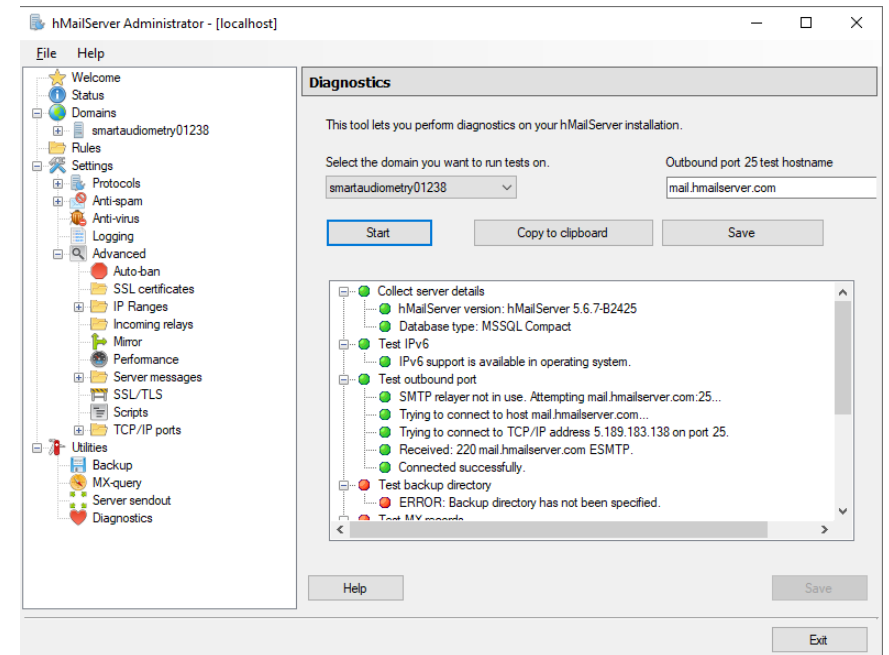 hMailServer Administrator - [localhost]
File Help
Welcome
Status
Domains
smartaudiometry01238
Rules
Settings
Protocols
Anti-spam
Anti-virus
Logging
Advanced
Auto-ban
SSL certificates
IP Ranges
Incoming relays
Mirror
Performance
Server messages
SSL/TLS
Scripts
TCP/IP ports
Utilities
Backup
MX-query
Server sendout
Diagnostics
Diagnostics
This tool lets you perform diagnostics on your hMailServer installation.
Select the domain you want to run tests on. Outbound port 25 test hostname
smartaudiometry01238 mail.hmailserver.com
Start Copy to clipboard Save
Collect server details
hMailServer version: hMailServer 5.6.7-B2425
Database type: MSSQL Compact
Test IPv6
IPv6 support is available in operating system.
Test outbound port
SMTP relayer not in use. Attempting mail.hmailserver.com:25...
Trying to connect to host mail.hmailserver.com...
Trying to connect to TCP/IP address 5.189.183.138 on port 25.
Received: 220 mail.hmailserver.com ESMTP.
Connected successfully.
Test backup directory
ERROR: Backup directory has not been specified.
Test MX records
Help Save
Exit